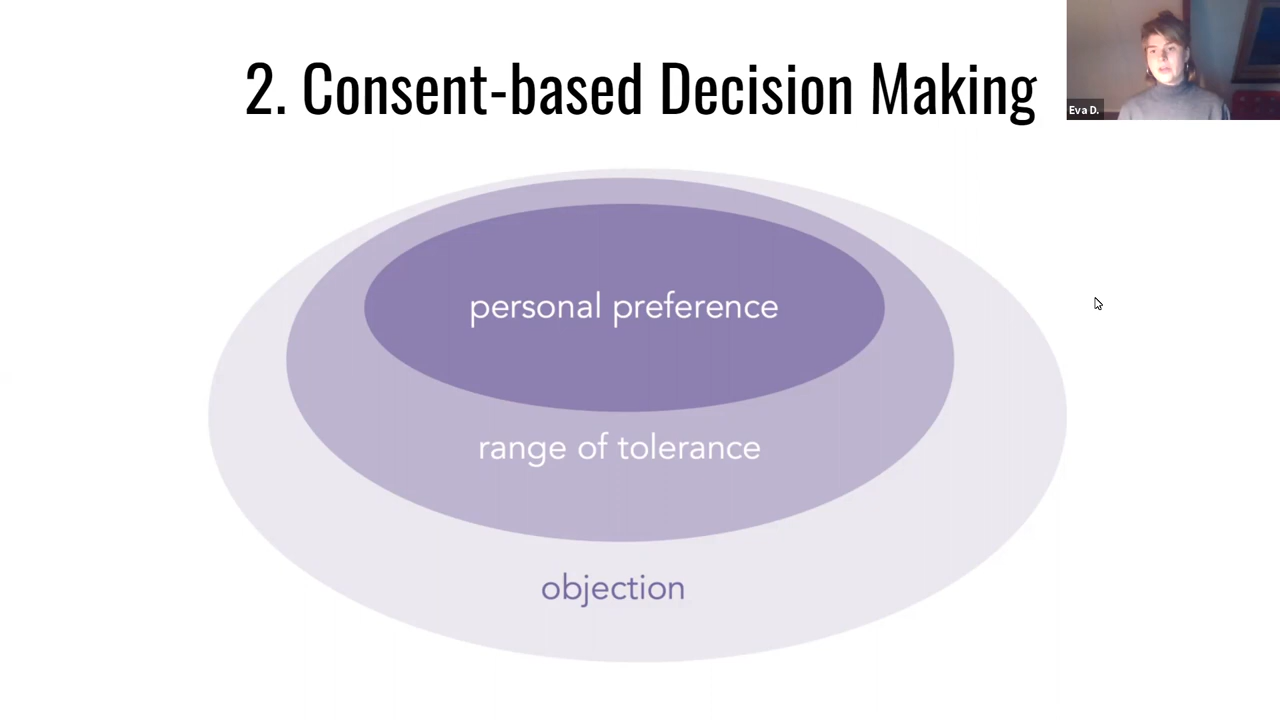 2. Consent-based Decision Making
Eva D.
personal preference
range of tolerance
objection